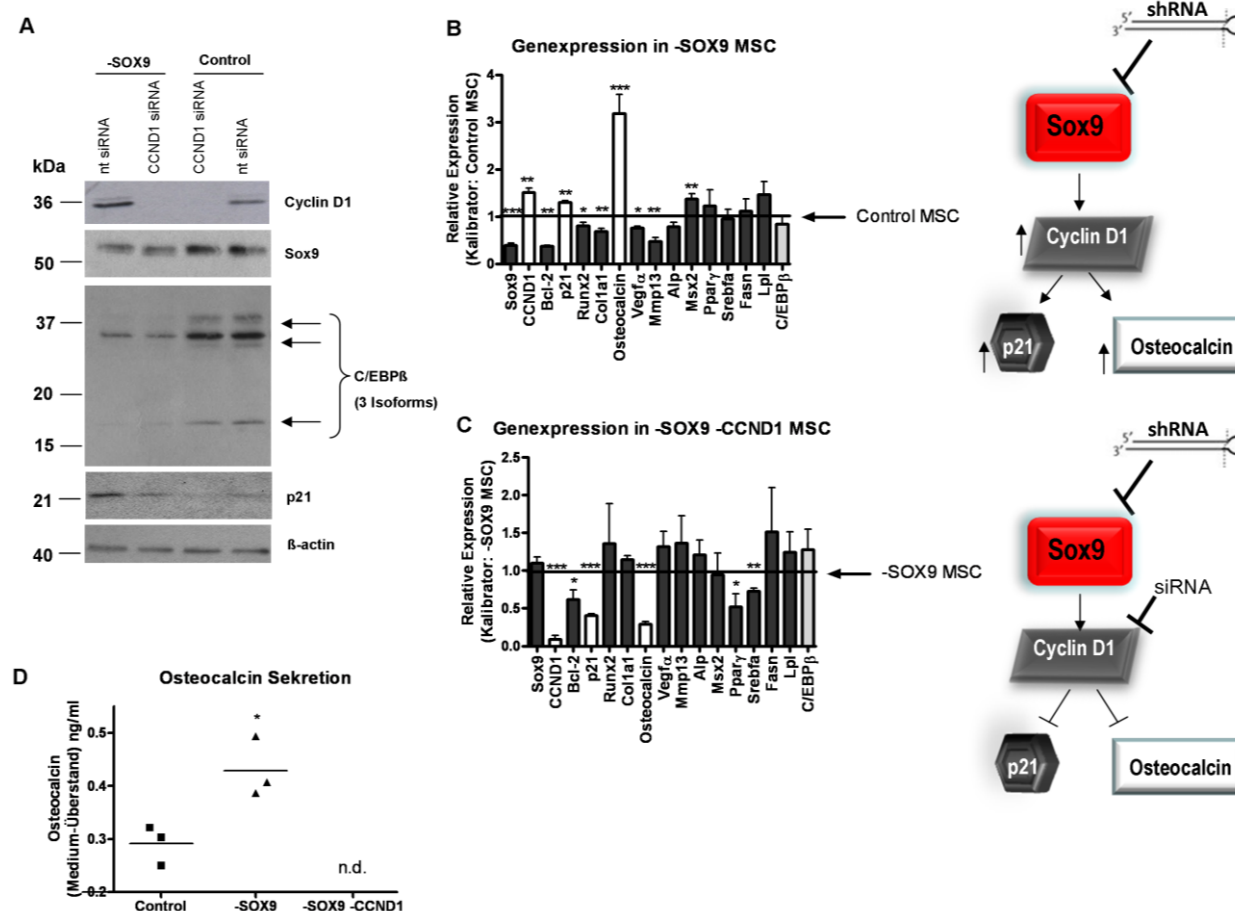 A
-SOX9
Control
nt siRNA
CCND1 siRNA
CCND1 siRNA
nt siRNA
kDa
36
Cyclin D1
50
Sox9
37
20
15
C/EBPß
(3 Isoforms)
21
p21
40
ß-actin
B
Genexpression in -SOX9 MSC
Relative Expression
(Kalibrator: Control MSC)
4
3
2
1
0
***
**
**
**
*
**
***
*
**
**
Control MSC
Sox9
CCND1
Bcl-2
p21
Runx2
Col1a1
Osteocalcin
Vegfα
Mmp13
Alp
Msx2
Pparγ
Srebfa
Fasn
Lpl
C/EBPβ
5′
3′
shRNA
Sox9
Cyclin D1
p21
Osteocalcin
C
Genexpression in -SOX9 -CCND1 MSC
Relative Expression
(Kalibrator: -SOX9 MSC)
2.5
2.0
1.5
1.0
0.5
0.0
***
*
***
***
*
**
-SOX9 MSC
Sox9
CCND1
Bcl-2
p21
Runx2
Col1a1
Osteocalcin
Vegfα
Mmp13
Alp
Msx2
Pparγ
Srebfa
Fasn
Lpl
C/EBPβ
5′
3′
shRNA
Sox9
siRNA
Cyclin D1
p21
Osteocalcin
D
Osteocalcin Sekretion
Osteocalcin
(Medium-Überstand) ng/ml
0.5
0.4
0.3
0.2
*
n.d.
Control
-SOX9
-SOX9 -CCND1